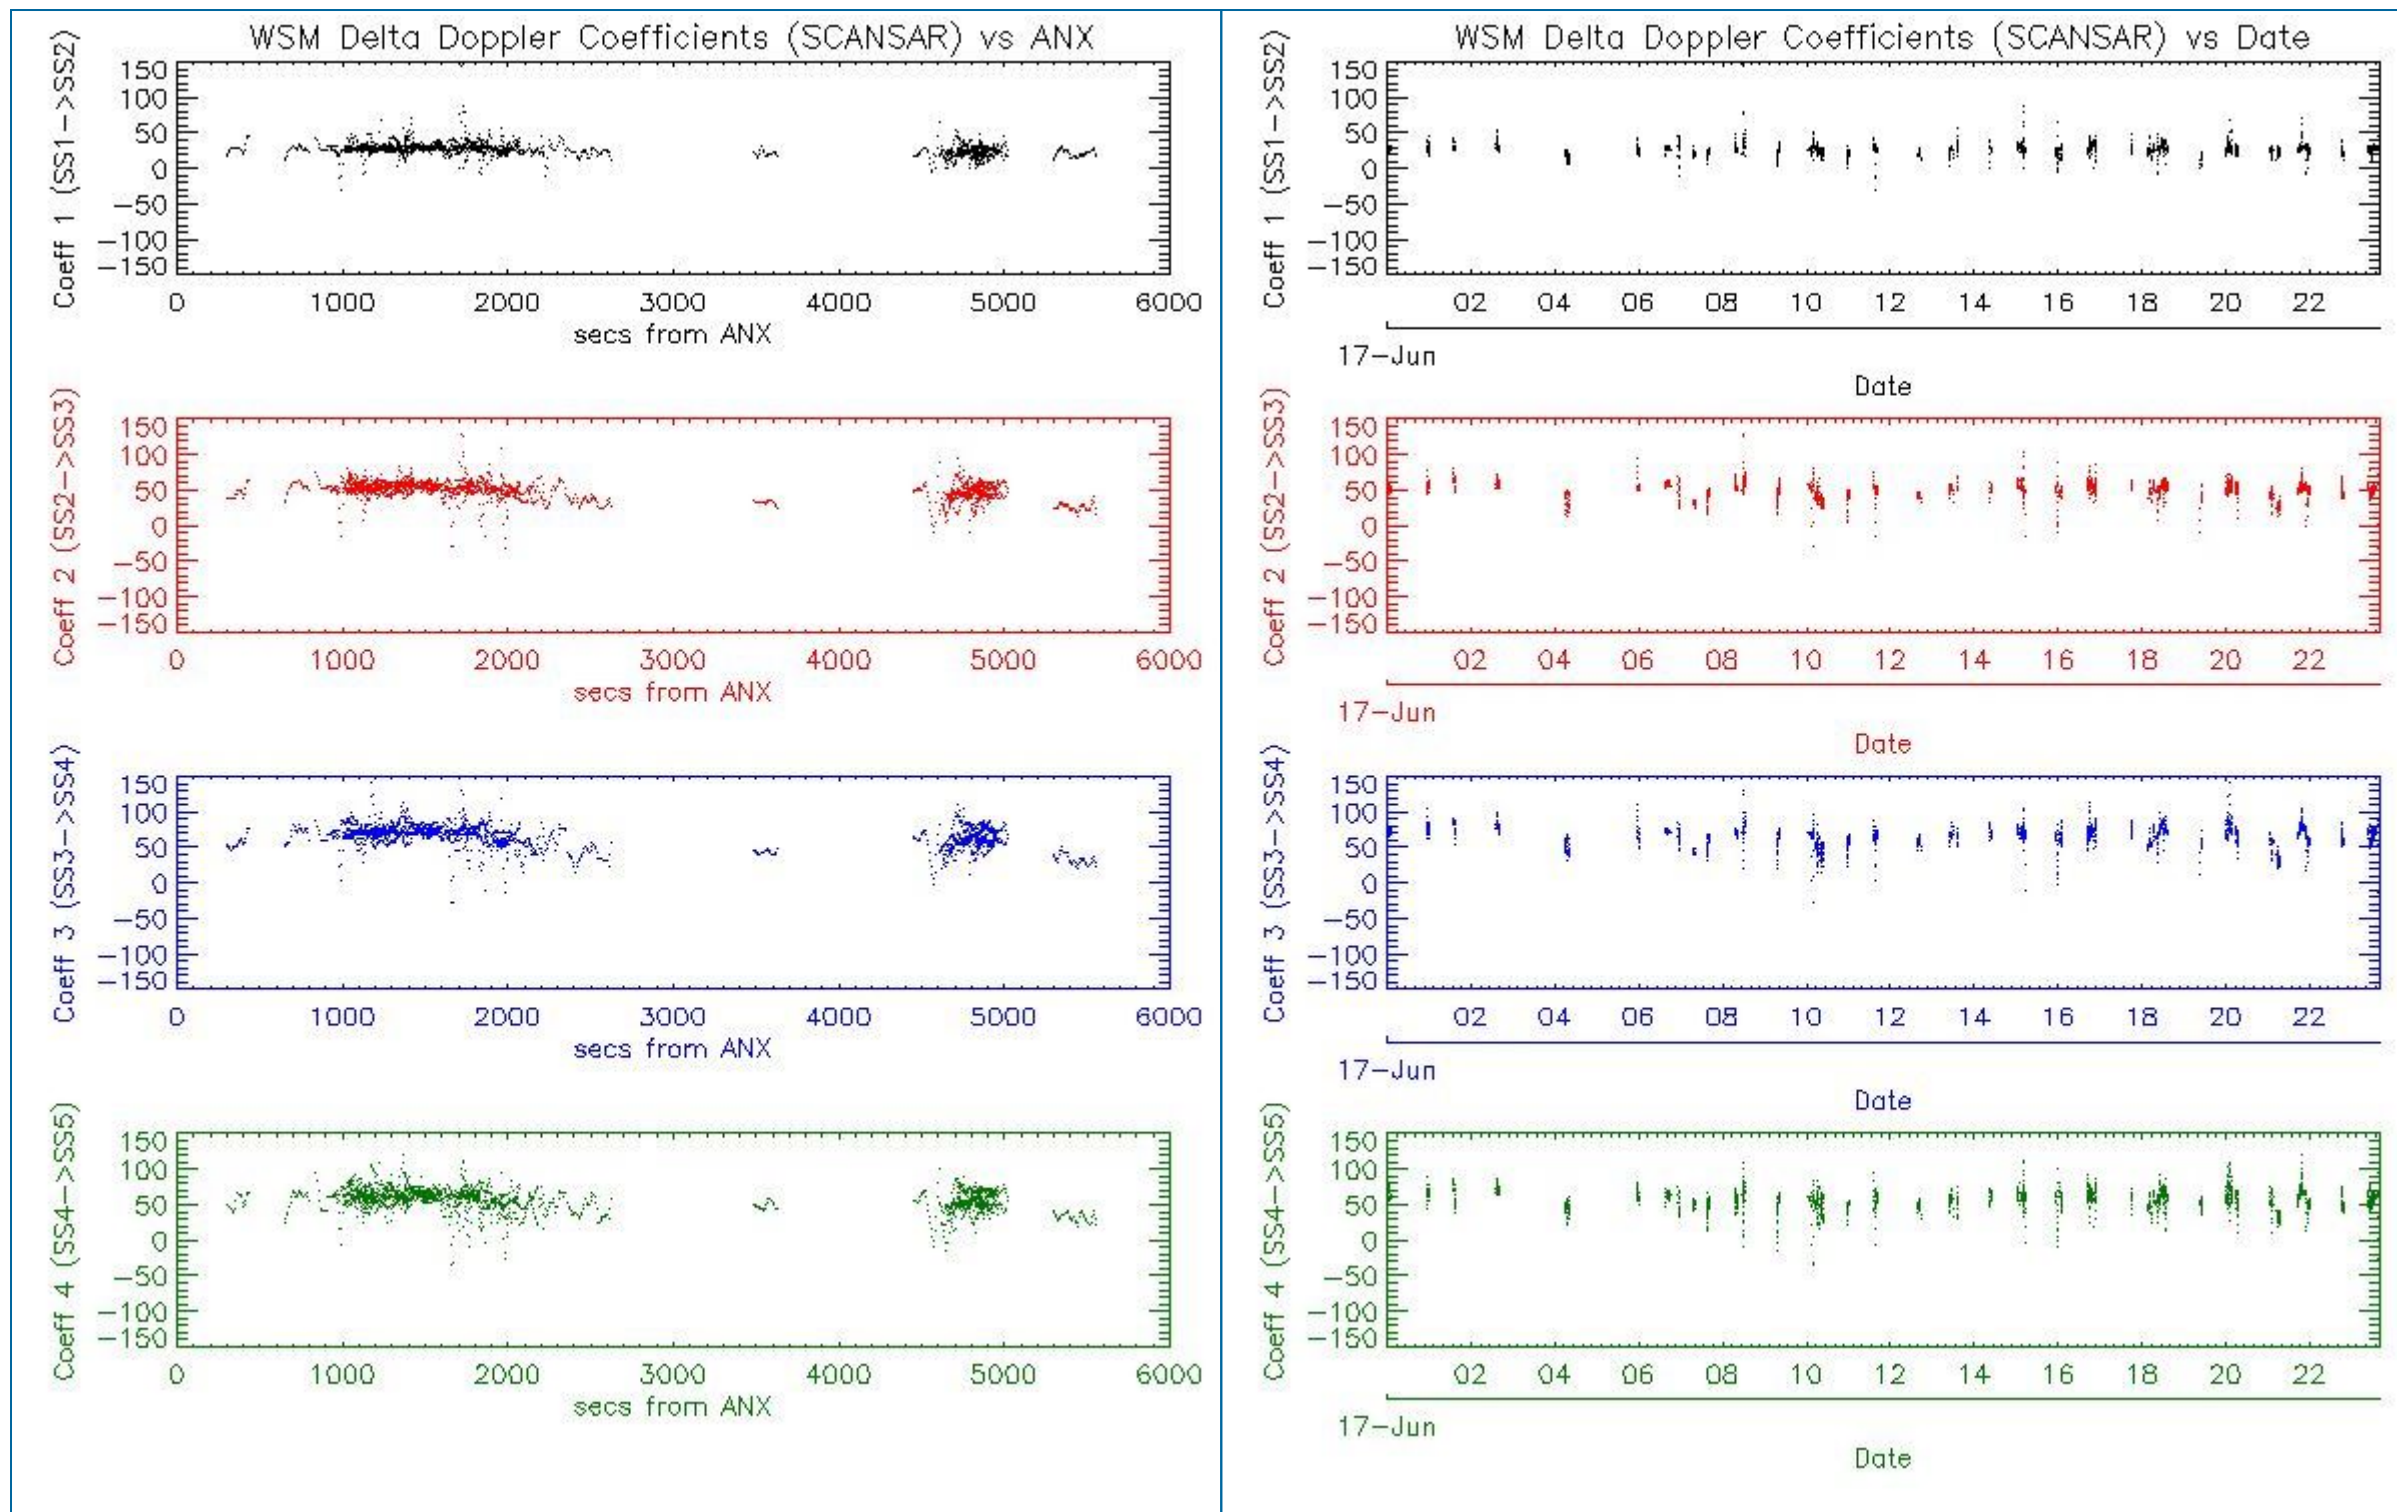 WSM Delta Doppler Coefficients (SCANSAR) vs ANX
Coeff 1 (SS1->SS2)
150
100
50
0
-50
-100
-150
0 1000 2000 3000 4000 5000 6000
secs from ANX
Coeff 2 (SS2->SS3)
150
100
50
0
-50
-100
-150
0 1000 2000 3000 4000 5000 6000
secs from ANX
Coeff 3 (SS3->SS4)
150
100
50
0
-50
-100
-150
0 1000 2000 3000 4000 5000 6000
secs from ANX
Coeff 4 (SS4->SS5)
150
100
50
0
-50
-100
-150
0 1000 2000 3000 4000 5000 6000
secs from ANX
WSM Delta Doppler Coefficients (SCANSAR) vs Date
Coeff 1 (SS1->SS2)
150
100
50
0
-50
-100
-150
02 04 06 08 10 12 14 16 18 20 22
17-Jun
Date
Coeff 2 (SS2->SS3)
150
100
50
0
-50
-100
-150
02 04 06 08 10 12 14 16 18 20 22
17-Jun
Date
Coeff 3 (SS3->SS4)
150
100
50
0
-50
-100
-150
02 04 06 08 10 12 14 16 18 20 22
17-Jun
Date
Coeff 4 (SS4->SS5)
150
100
50
0
-50
-100
-150
02 04 06 08 10 12 14 16 18 20 22
17-Jun
Date